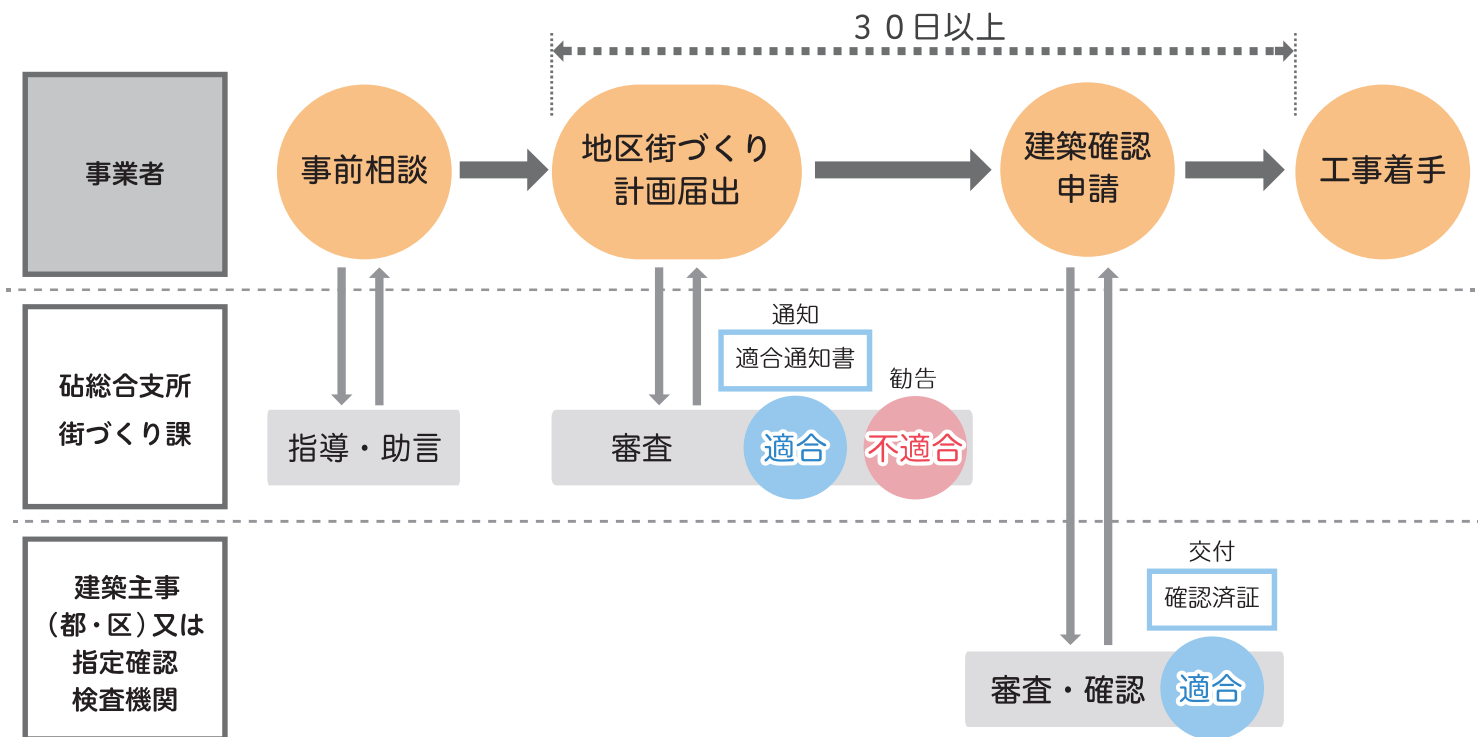 ３０日以上
事業者
事前相談
地区街づくり
計画届出
建築確認
申請
工事着手
砧総合支所
街づくり課
指導・助言
審査
通知
適合通知書
適合
勧告
不適合
建築主事
（都・区）又は
指定確認
検査機関
審査・確認
交付
確認済証
適合